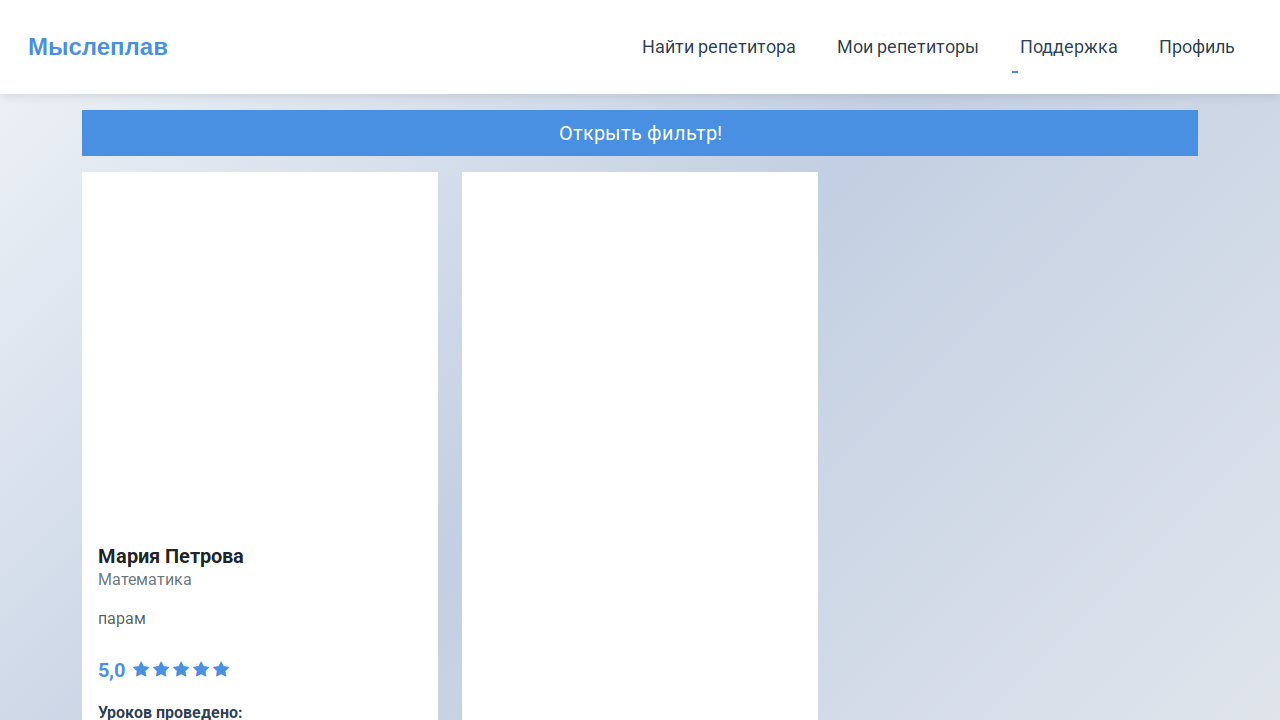 Мыслеплав
Найти репетитора
Мои репетиторы
Поддержка
Профиль
Открыть фильтр!
Мария Петрова
Математика
парам
5,0
Уроков проведено: